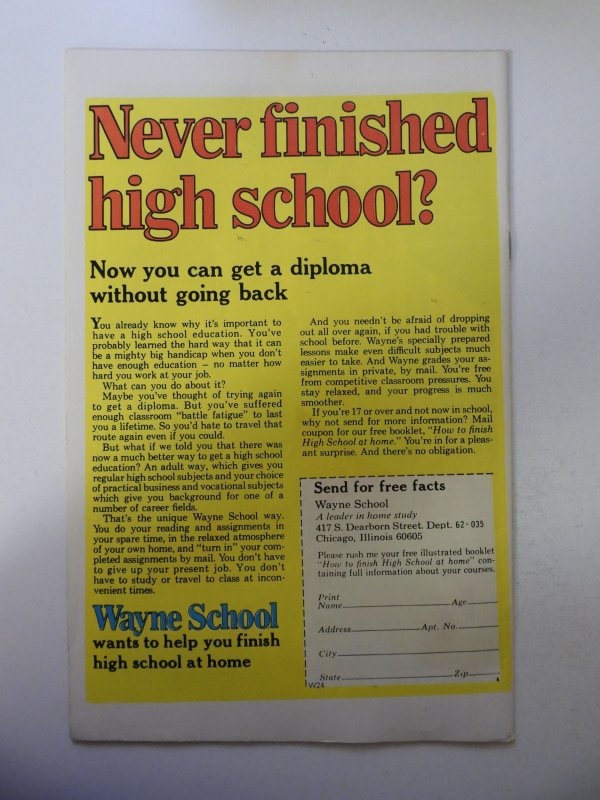 Never finished
high school?
Now you can get a diploma
without going back
You already know why it's important to
have a high school education. You've
probably learned the hard way that it can
be a mighty big handicap when you don't
have enough education – no matter how
hard you work at your job.
What can you do about it?
Maybe you've thought of trying again
to get a diploma. But you've suffered
enough classroom "battle fatigue" to last
you a lifetime. So you'd hate to travel that
route again even if you could.
But what if we told you that there was
now a much better way to get a high school
education? An adult way, which gives you
regular high school subjects and your choice
of practical business and vocational subjects
which give you background for one of a
number of career fields.
That's the unique Wayne School way.
You do your reading and assignments in
your spare time, in the relaxed atmosphere
of your own home, and "turn in" your com-
pleted assignments by mail. You don't have
to give up your present job. You don't
have to study or travel to class at incon-
venient times.
Wayne School
wants to help you finish
high school at home
And you needn't be afraid of dropping
out all over again, if you had trouble with
school before. Wayne's specially prepared
lessons make even difficult subjects much
easier to take. And Wayne grades your as-
signments in private, by mail. You're free
from competitive classroom pressures. You
stay relaxed, and your progress is much
smoother.
If you're 17 or over and not now in school,
why not send for more information? Mail
coupon for our free booklet, "How to finish
High School at home." You're in for a pleas-
ant surprise. And there's no obligation.
Send for free facts
Wayne School
A leader in home study
417 S. Dearborn Street, Dept. 62-035
Chicago, Illinois 60605
Please rush me your free illustrated booklet
"How to finish High School at home" con-
taining full information about your courses.
Print
Name Age
Address Apt. No.
City
State Zip
W24 4